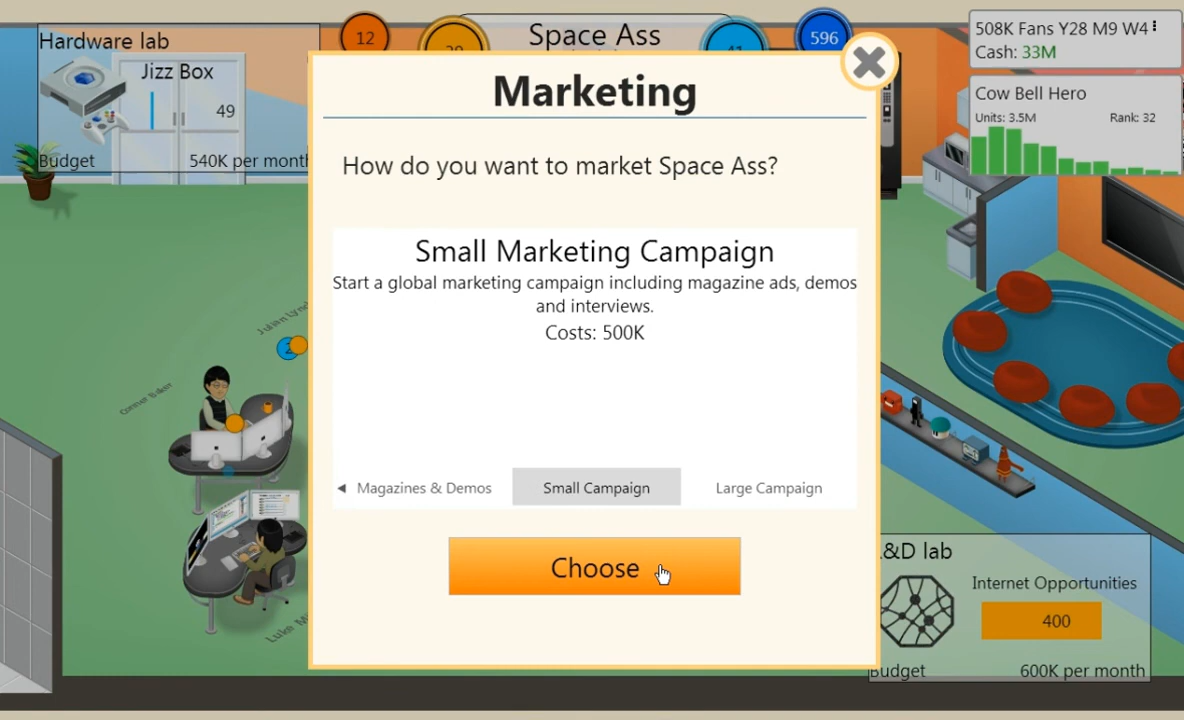 Hardware lab
Jizz Box
49
Budget
540K per month
12
Space Ass
596
508K Fans Y28 M9 W4
Cash: 33M
Cow Bell Hero
Units: 3.5M
Rank: 32
Marketing
How do you want to market Space Ass?
Small Marketing Campaign
Start a global marketing campaign including magazine ads, demos
and interviews.
Costs: 500K
Magazines & Demos
Small Campaign
Large Campaign
Choose
Conner Baker
&D lab
Internet Opportunities
400
Budget
600K per month